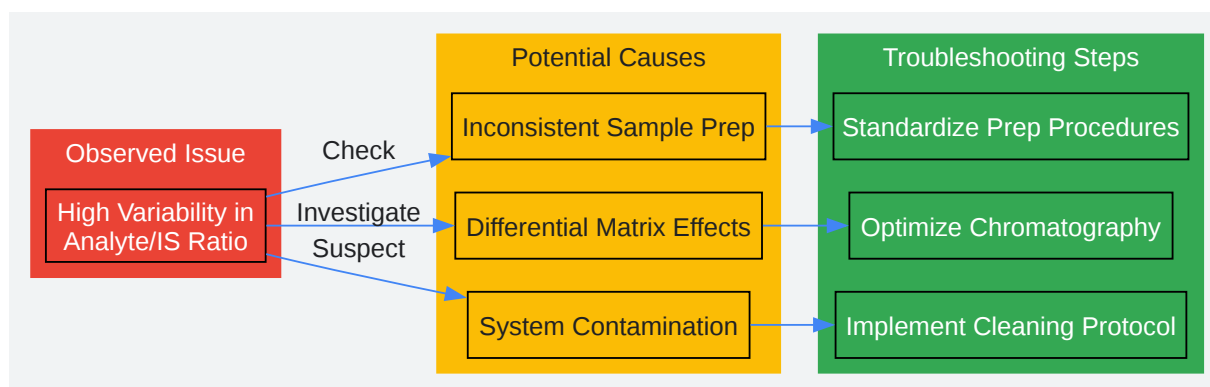 Observed Issue
High Variability in
Analyte/IS Ratio
Check
Investigate
Suspect
Potential Causes
Inconsistent Sample Prep
Differential Matrix Effects
System Contamination
Troubleshooting Steps
Standardize Prep Procedures
Optimize Chromatography
Implement Cleaning Protocol